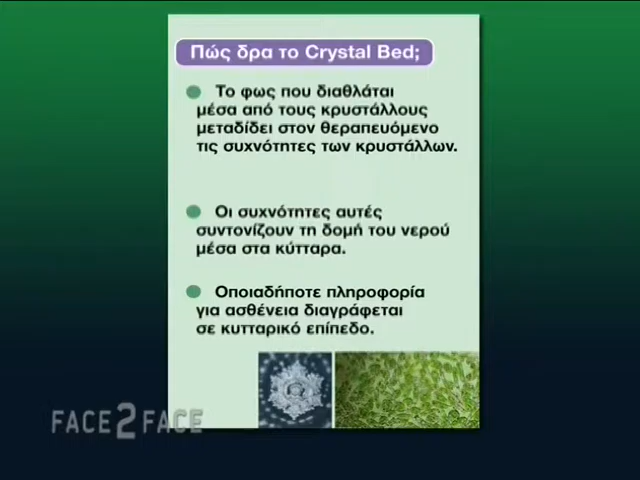 Πώς δρα το Crystal Bed;
Το φως που διαθλάται
μέσα από τους κρυστάλλους
μεταδίδει στον θεραπευόμενο
τις συχνότητες των κρυστάλλων.
Οι συχνότητες αυτές
συντονίζουν τη δομή του νερού
μέσα στα κύτταρα.
Οποιαδήποτε πληροφορία
για ασθένεια διαγράφεται
σε κυτταρικό επίπεδο.
FACE2FACE